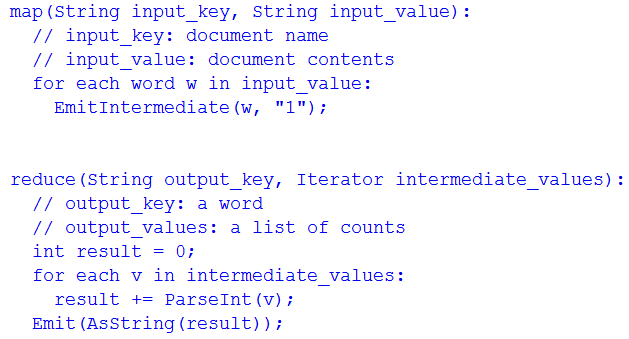 map(String input_key, String input_value):
// input_key: document name
// input_value: document contents
for each word w in input_value:
EmitIntermediate(w, "1");
reduce(String output_key, Iterator intermediate_values):
// output_key: a word
// output_values: a list of counts
int result = 0;
for each v in intermediate_values:
result += ParseInt(v);
Emit(AsString(result));